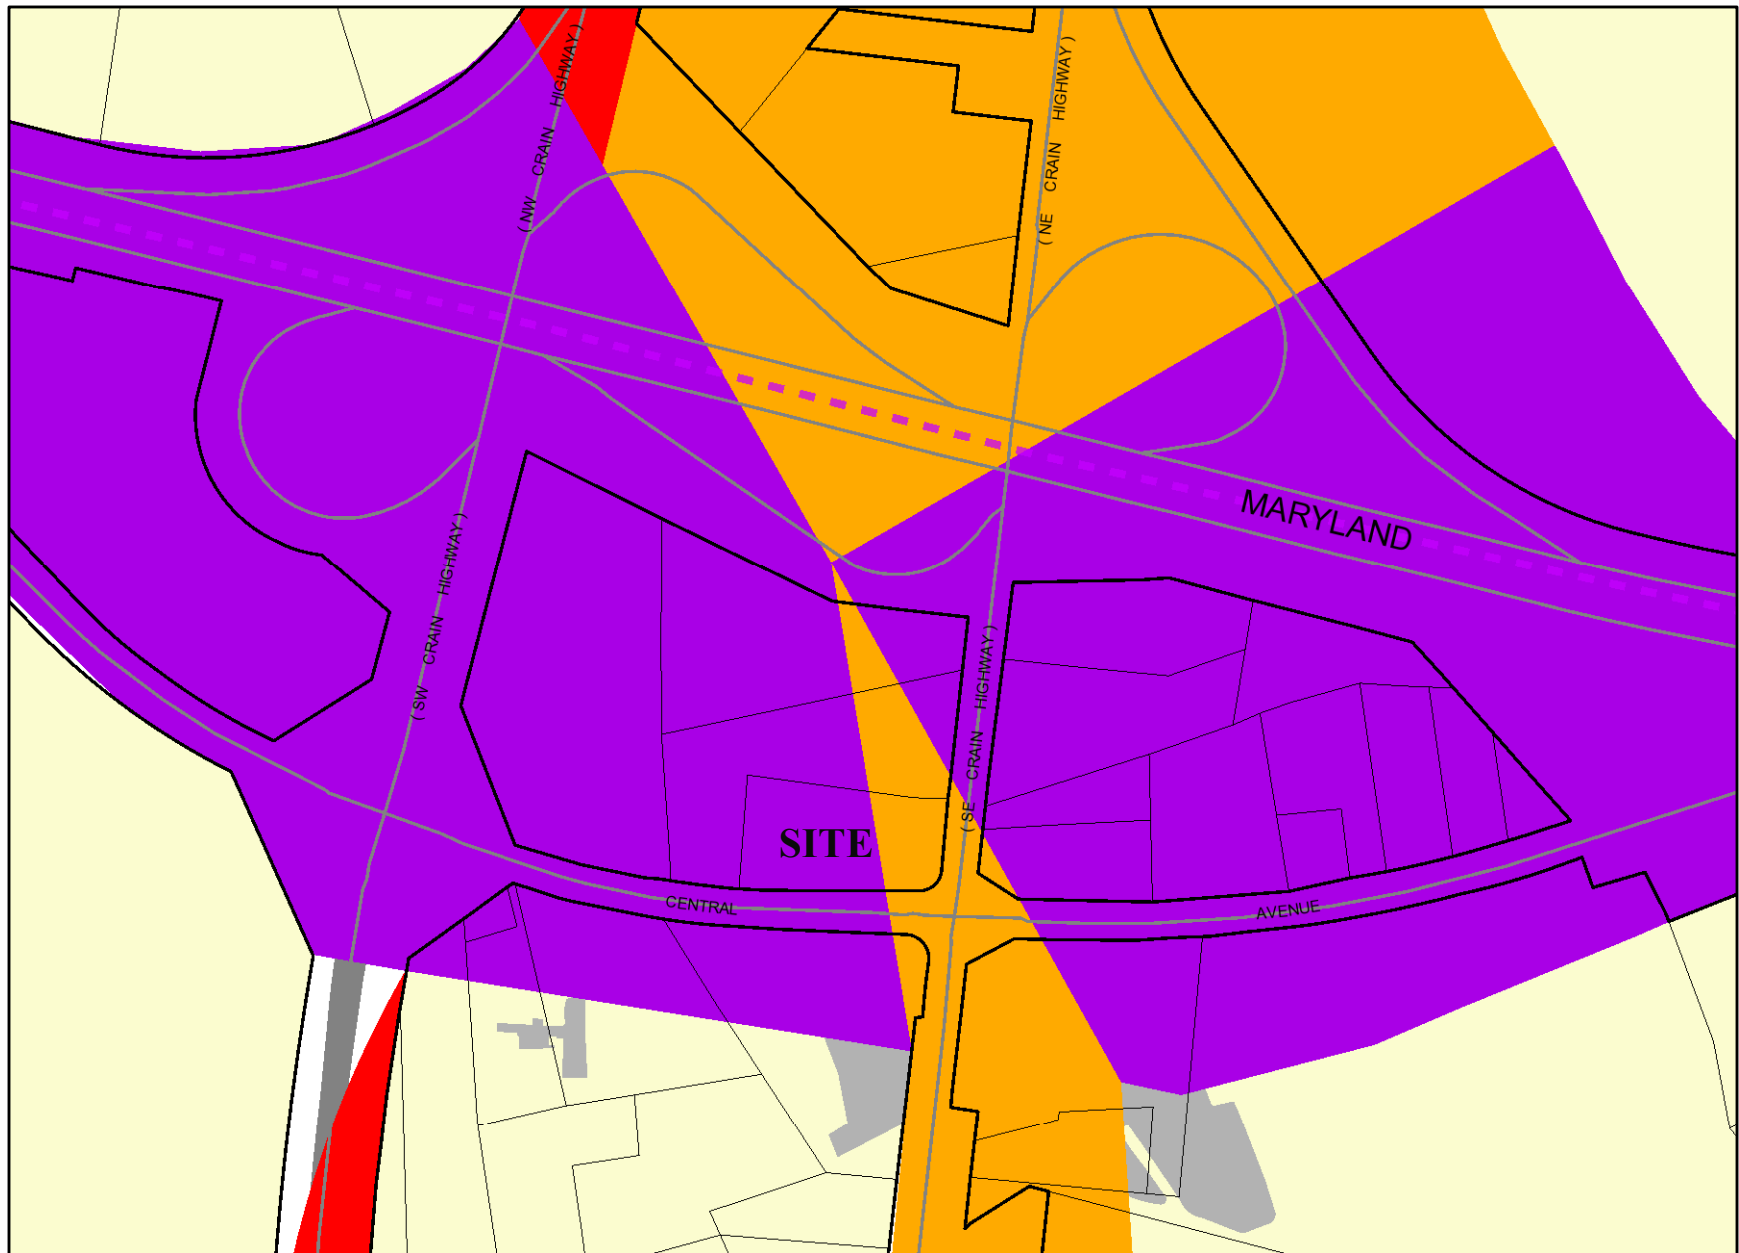 ( NW CRAIN HIGHWAY )
( NE CRAIN HIGHWAY )
MARYLAND
( SW CRAIN HIGHWAY )
( SE CRAIN HIGHWAY )
SITE
CENTRAL
AVENUE